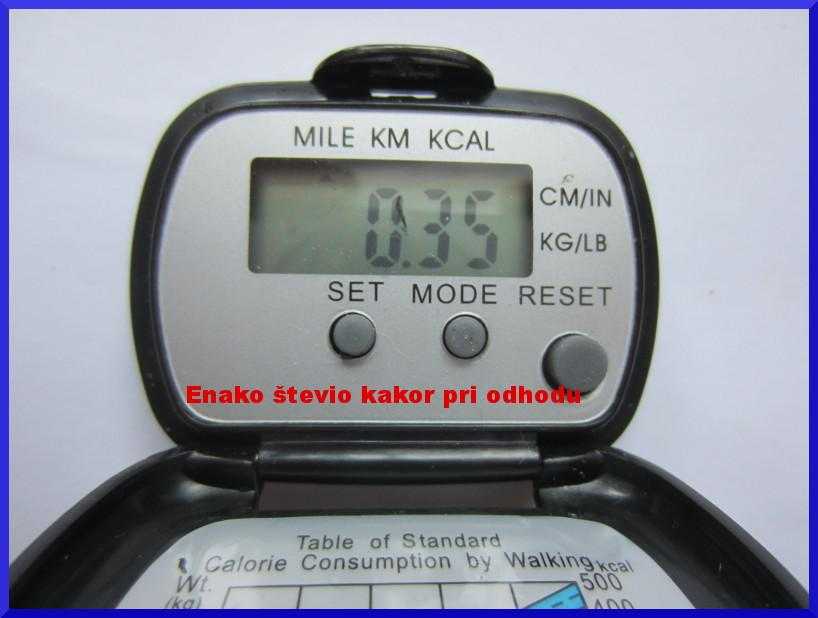 MILE KM KCAL
0.35
CM/IN
KG/LB
SET MODE RESET
Enako števio kakor pri odhodu
Table of Standard
Calorie Consumption by Walking
kcal
Wt.
500
(kg)
400